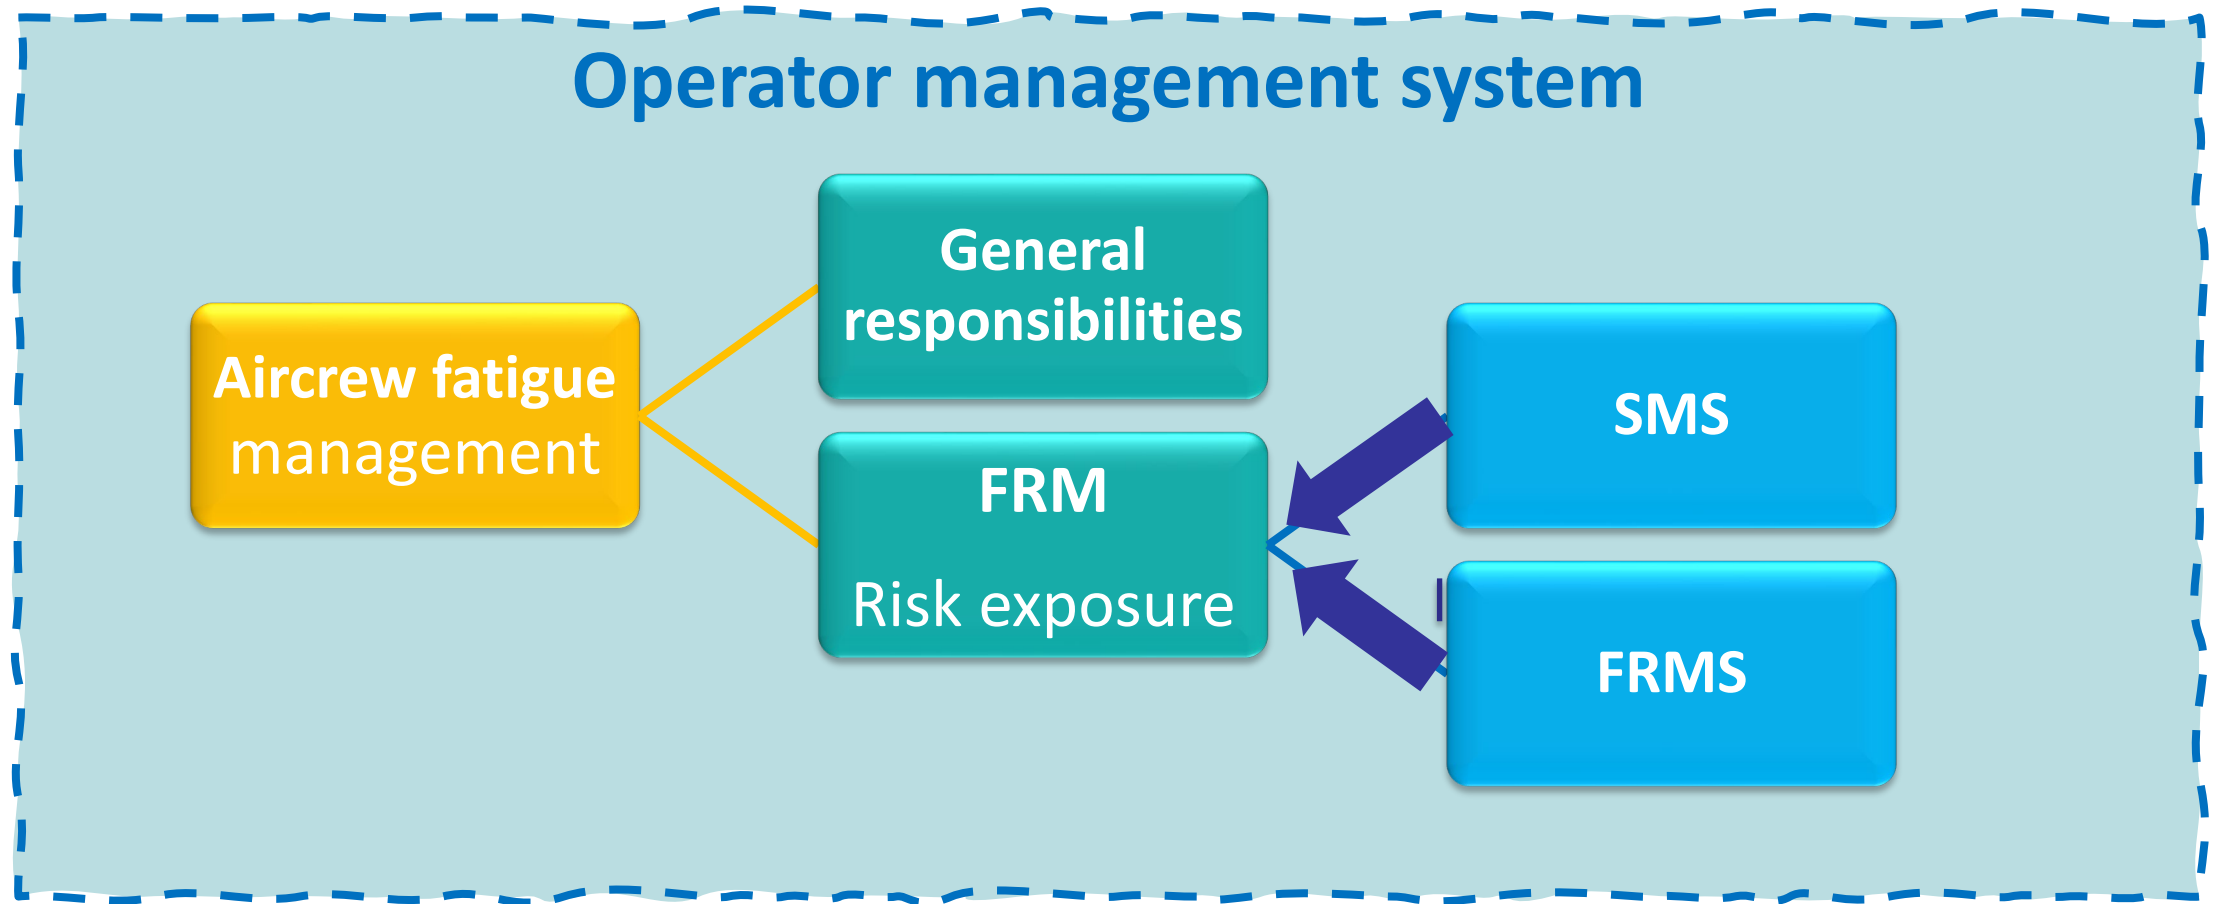 Operator management system
Aircrew fatigue
management
General
responsibilities
FRM
Risk exposure
SMS
FRMS